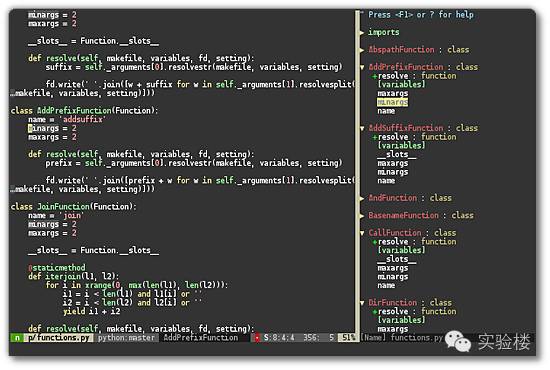 minargs = 2
maxargs = 2
__slots__ = Function.__slots__
def resolve(self, makefile, variables, fd, setting):
suffix = self._arguments[0].resolvestr(makefile, variables, setting)
fd.write(' '.join([w + suffix for w in self._arguments[1].resolvesplit(
…makefile, variables, setting)]))
class AddPrefixFunction(Function):
name = 'addsuffix'
minargs = 2
maxargs = 2
def resolve(self, makefile, variables, fd, setting):
prefix = self._arguments[0].resolvestr(makefile, variables, setting)
fd.write(' '.join([prefix + w for w in self._arguments[1].resolvesplit(
…makefile, variables, setting)]))
class JoinFunction(Function):
name = 'join'
minargs = 2
maxargs = 2
__slots__ = Function.__slots__
@staticmethod
def iterjoin(l1, l2):
for i in xrange(0, max(len(l1), len(l2))):
i1 = i < len(l1) and l1[i] or ''
i2 = i < len(l2) and l2[i] or ''
yield i1 + i2
def resolve(self, makefile, variables, fd, setting):
n p/functions.py python:master AddPrefixFunction S:8:4:4 356: 5 51%
" Press <F1> or ? for help
▶ imports
▶ AbspathFunction : class
▼ AddPrefixFunction : class
+resolve : function
[variables]
maxargs
minargs
name
▼ AddSuffixFunction : class
+resolve : function
[variables]
__slots__
maxargs
minargs
name
▶ AndFunction : class
▶ BasenameFunction : class
▼ CallFunction : class
+resolve : function
[variables]
__slots__
maxargs
minargs
name
▼ DirFunction : class
+resolve : function
[variables]
maxargs
[Name] functions.py
实验楼